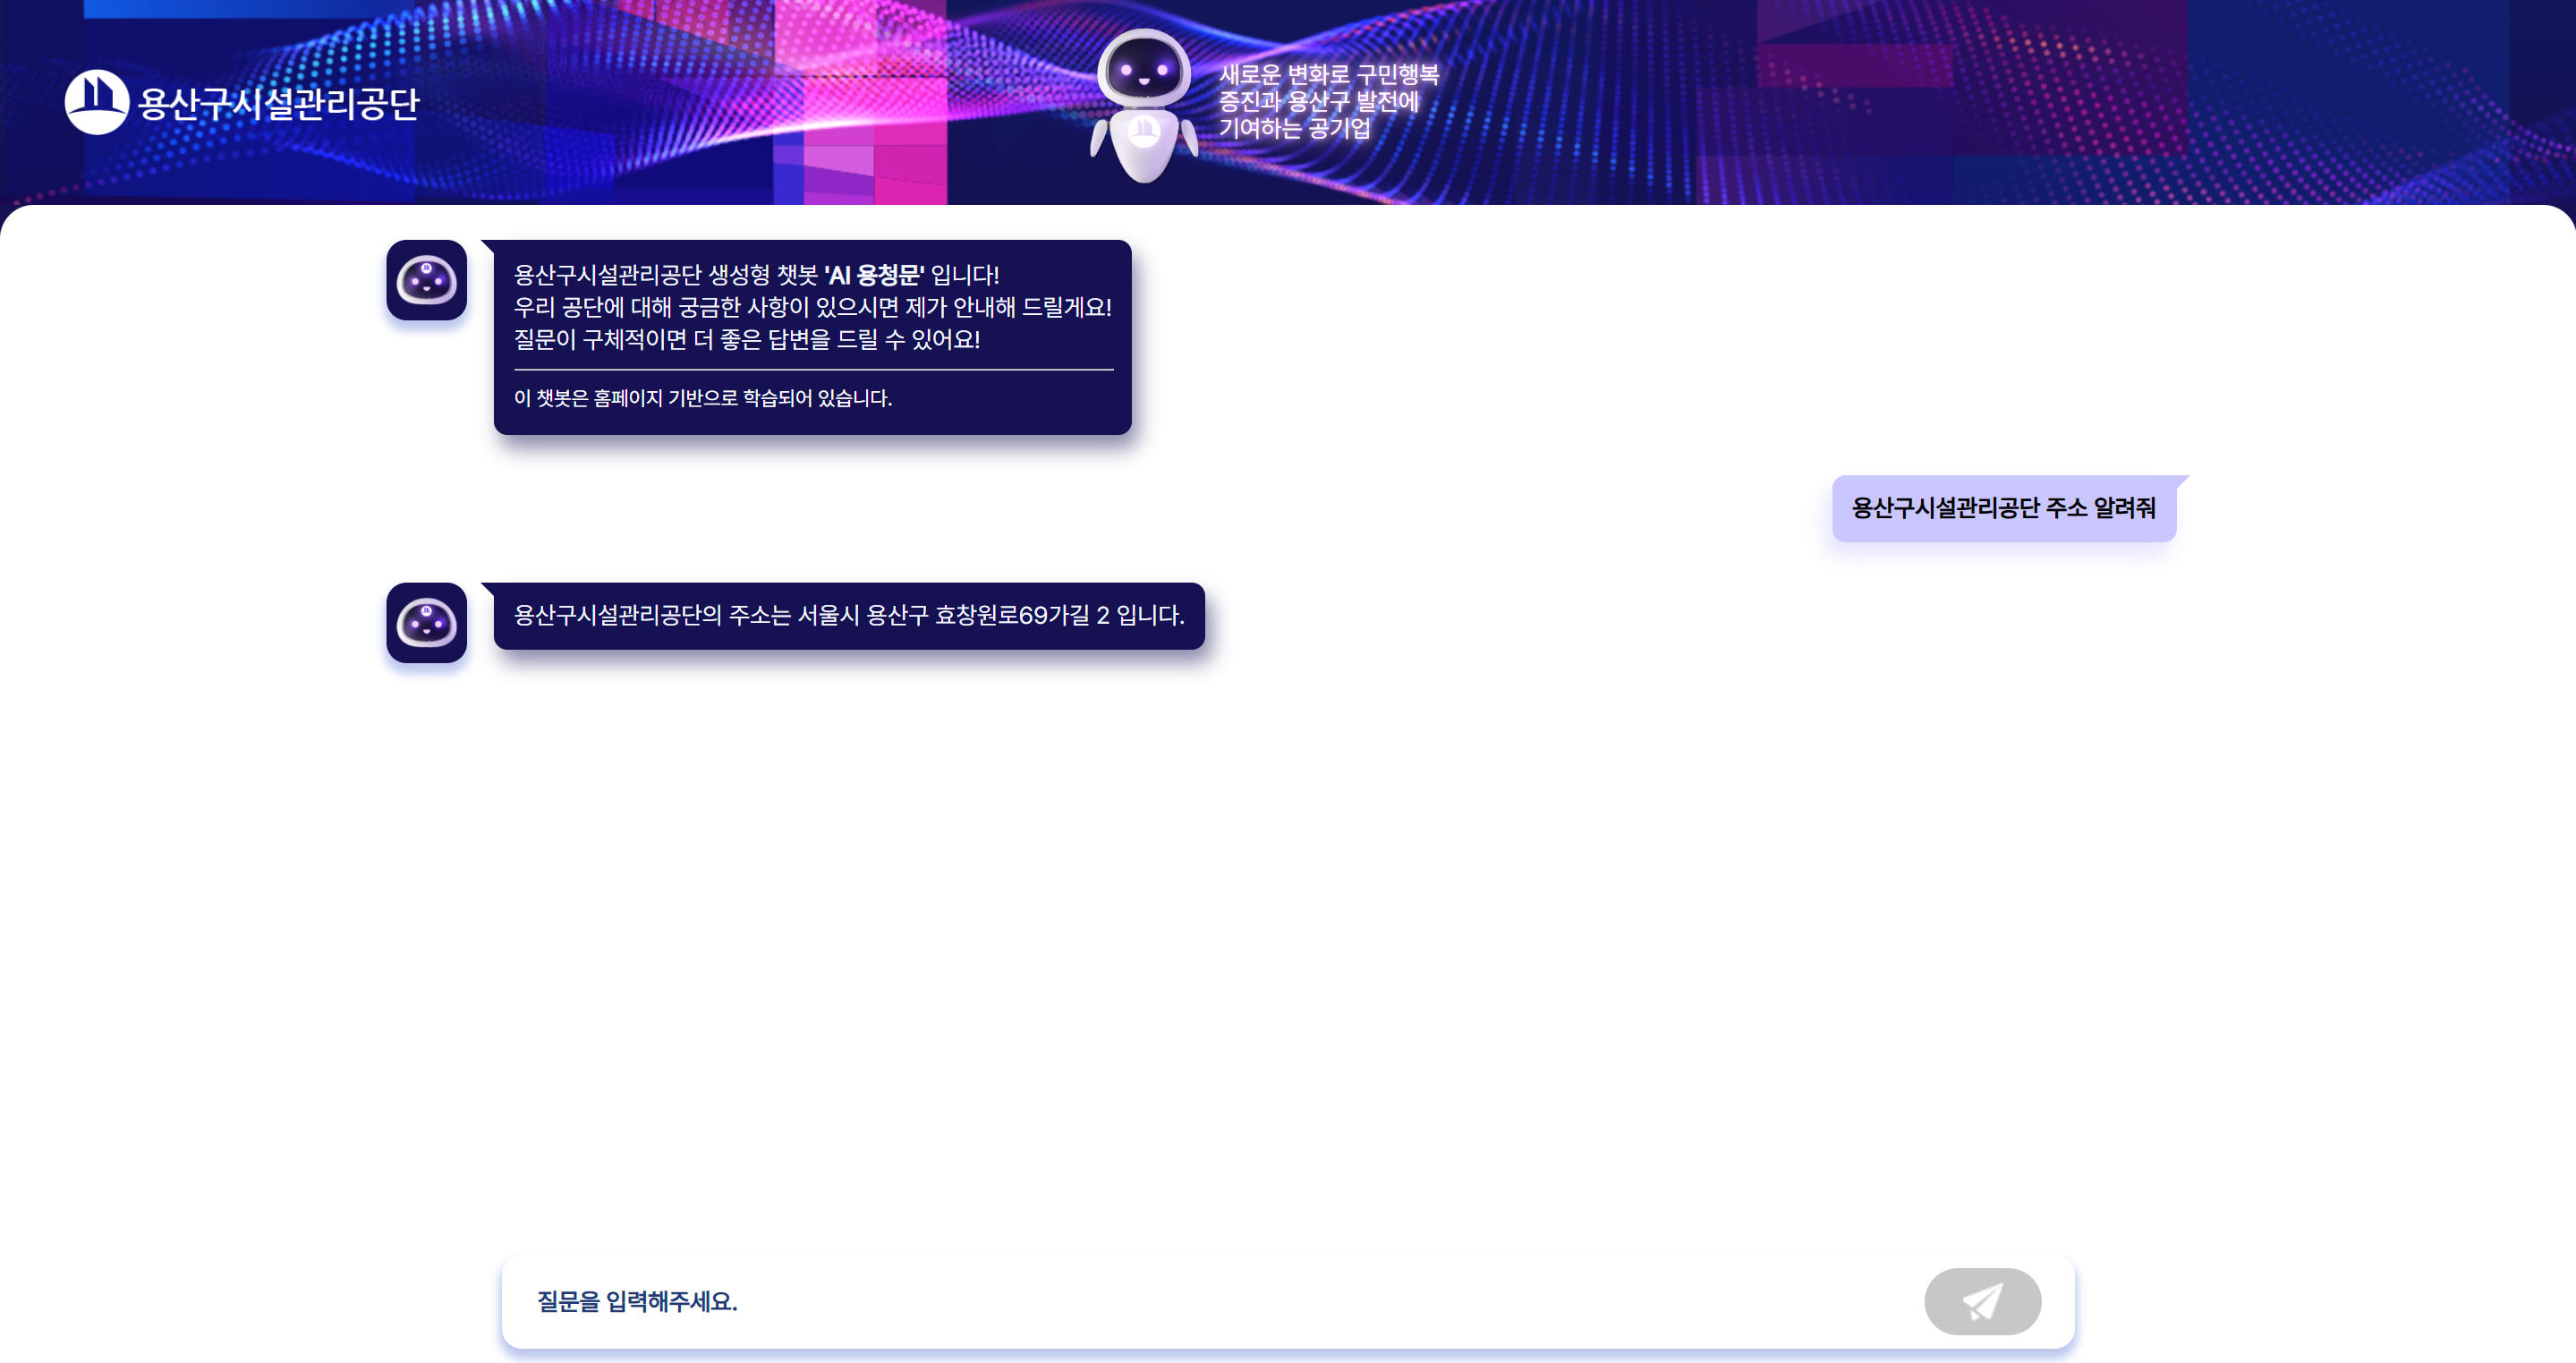 용산구시설관리공단
새로운 변화로 구민행복
증진과 용산구 발전에
기여하는 공기업
용산구시설관리공단 생성형 챗봇 'AI 용청문' 입니다!
우리 공단에 대해 궁금한 사항이 있으시면 제가 안내해 드릴게요!
질문이 구체적이면 더 좋은 답변을 드릴 수 있어요!
이 챗봇은 홈페이지 기반으로 학습되어 있습니다.
용산구시설관리공단 주소 알려줘
용산구시설관리공단의 주소는 서울시 용산구 효창원로69가길 2 입니다.
질문을 입력해주세요.